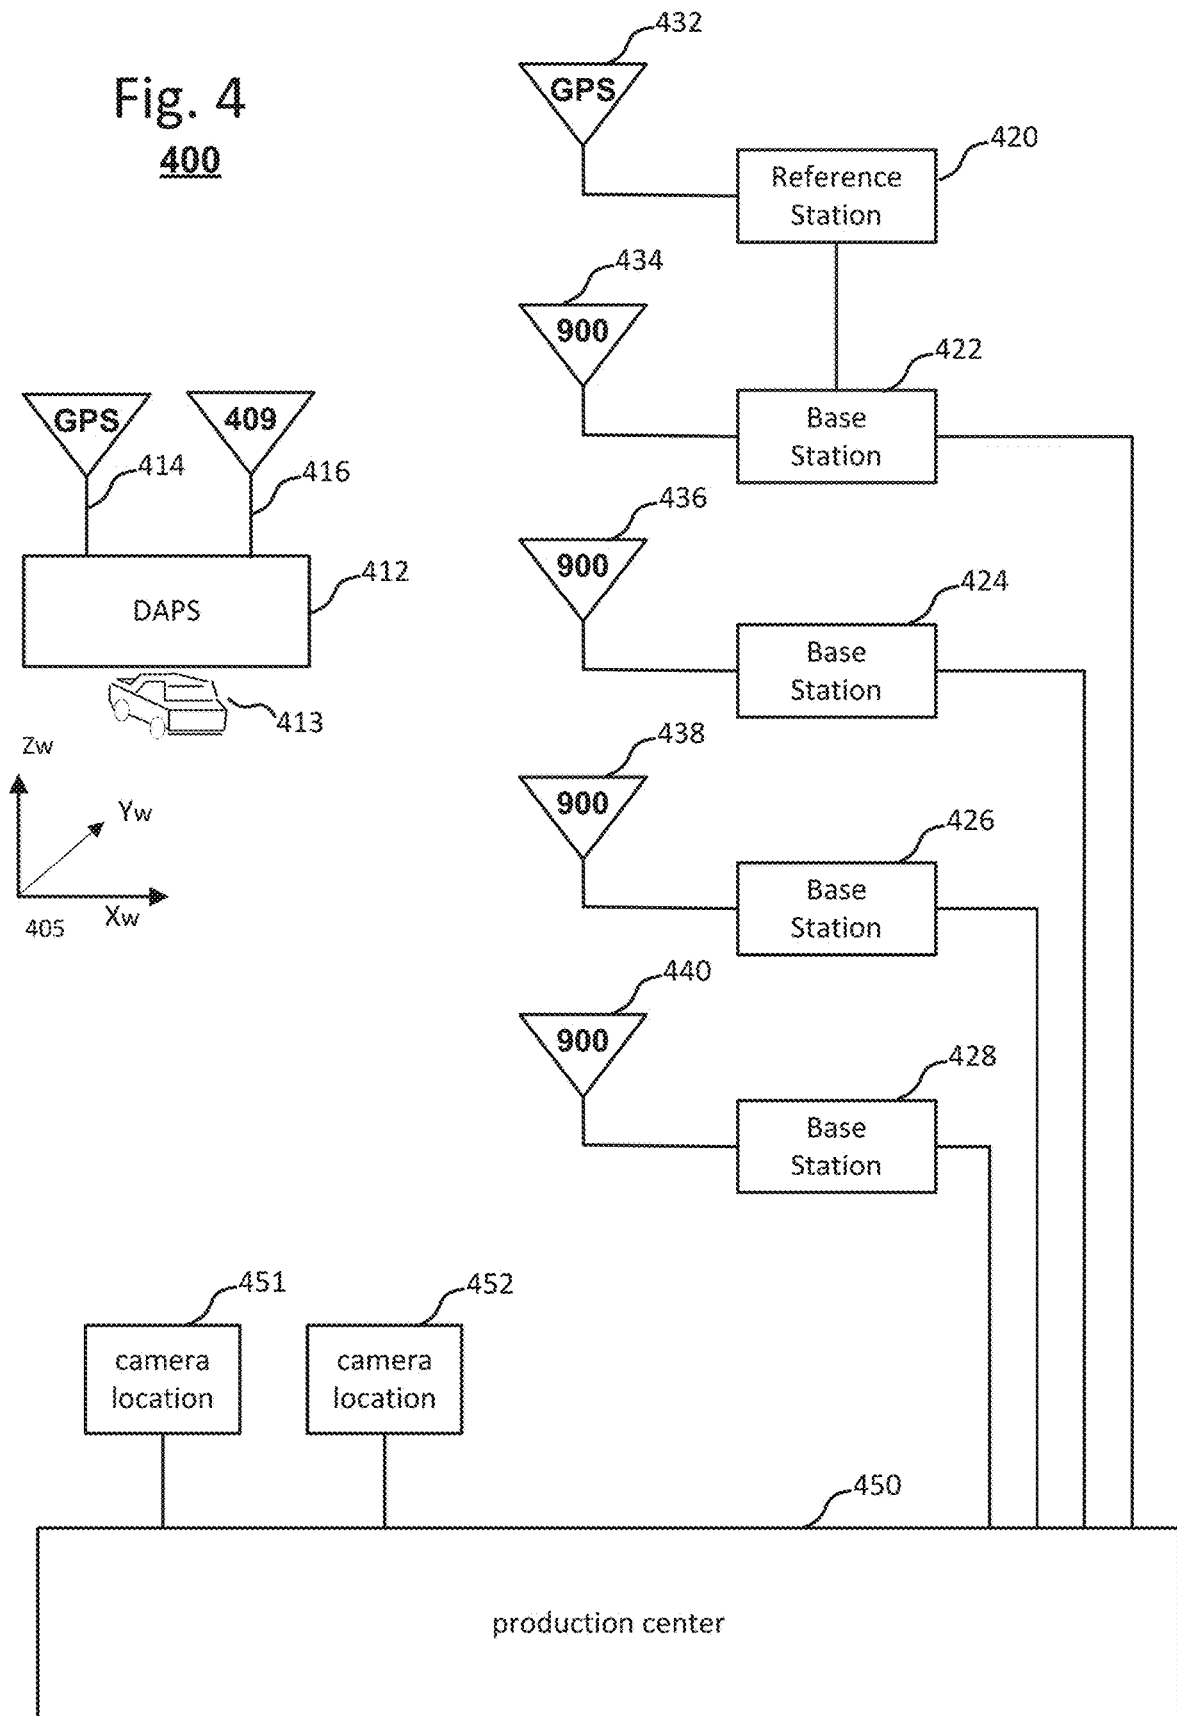 Fig. 4
400
432
GPS
420
Reference
Station
434
900
422
Base
Station
GPS
409
414
416
412
DAPS
413
436
900
424
Base
Station
Zw
Yw
Xw
405
438
900
426
Base
Station
440
900
428
Base
Station
451
camera
location
452
camera
location
450
production center